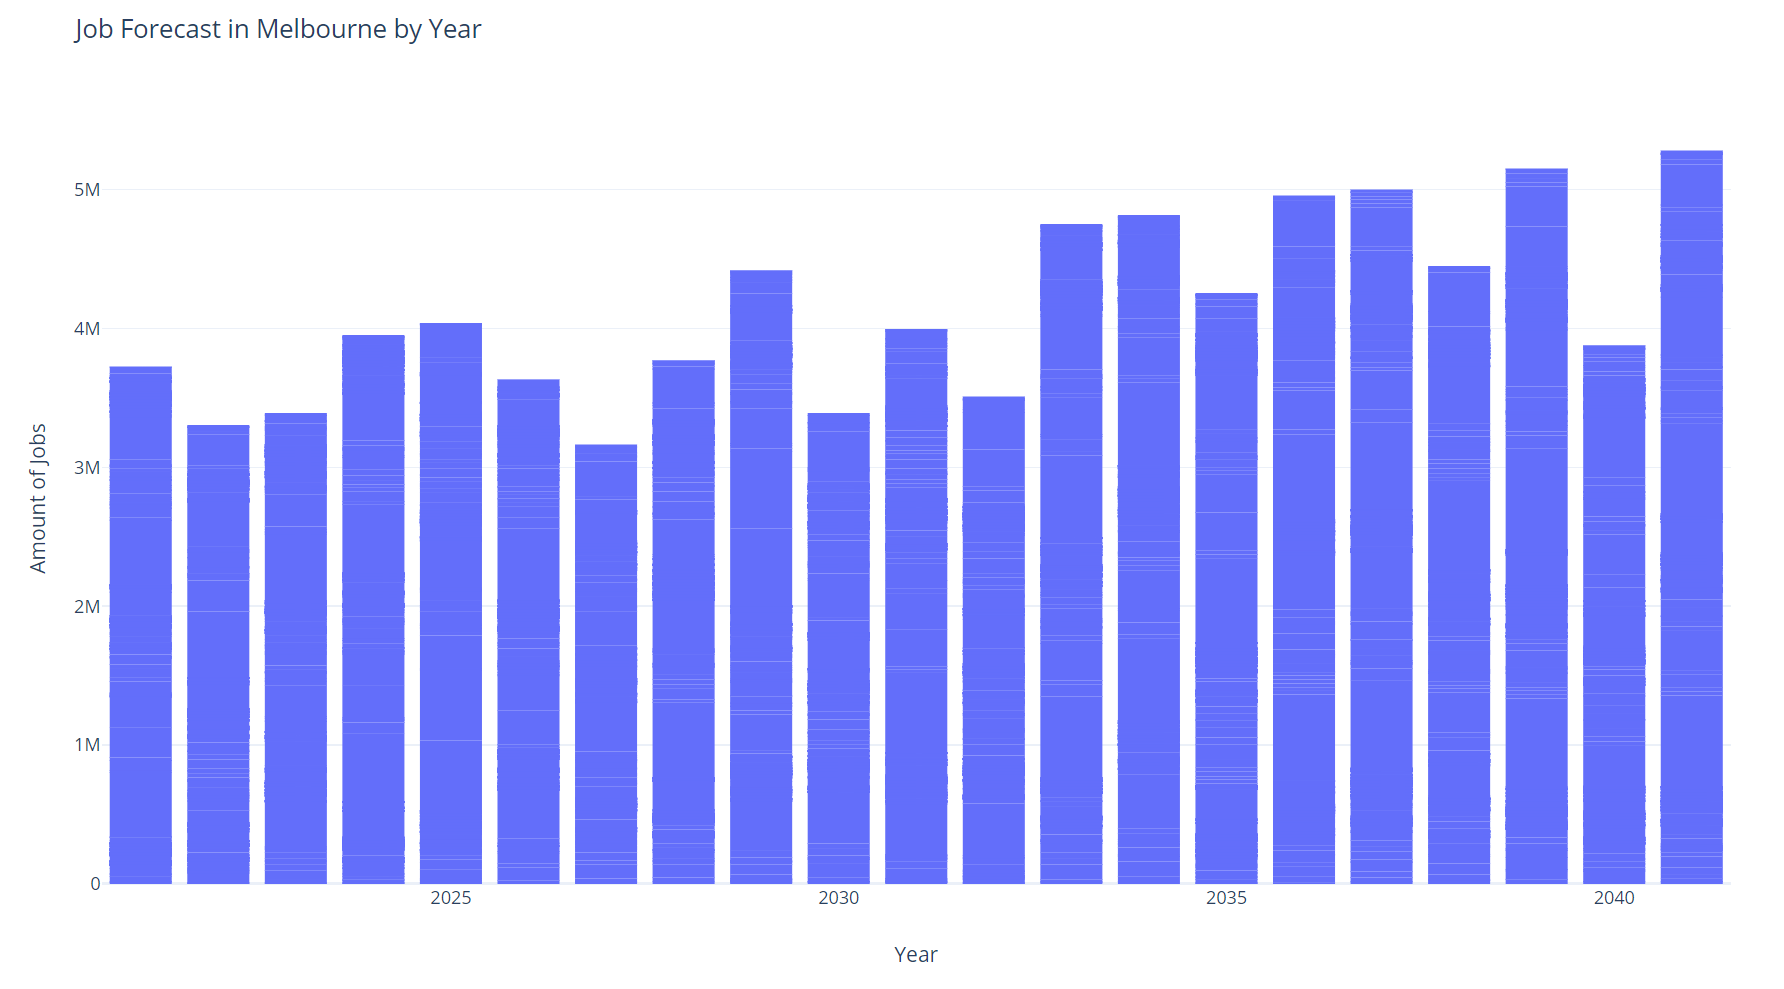 Job Forecast in Melbourne by Year
Amount of Jobs
5M
4M
3M
2M
1M
0
2025
2030
2035
2040
Year